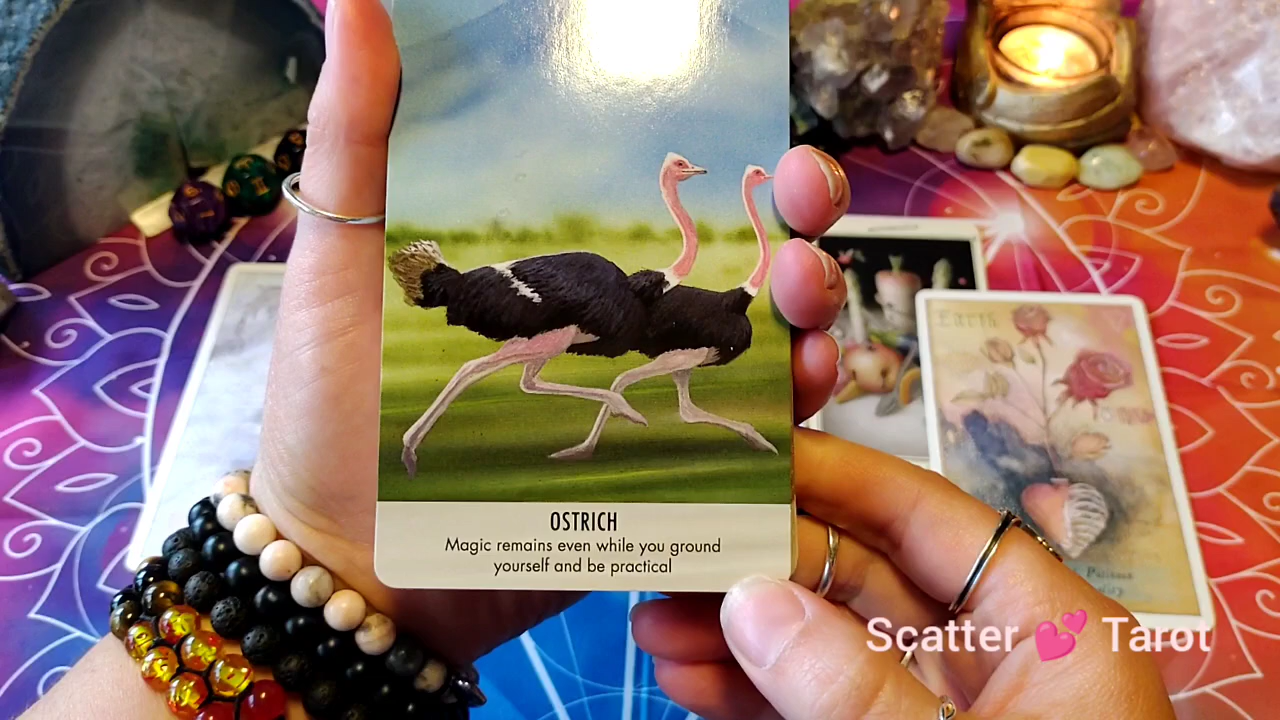 Earth
OSTRICH
Magic remains even while you ground
yourself and be practical
Scatter 💕 Tarot